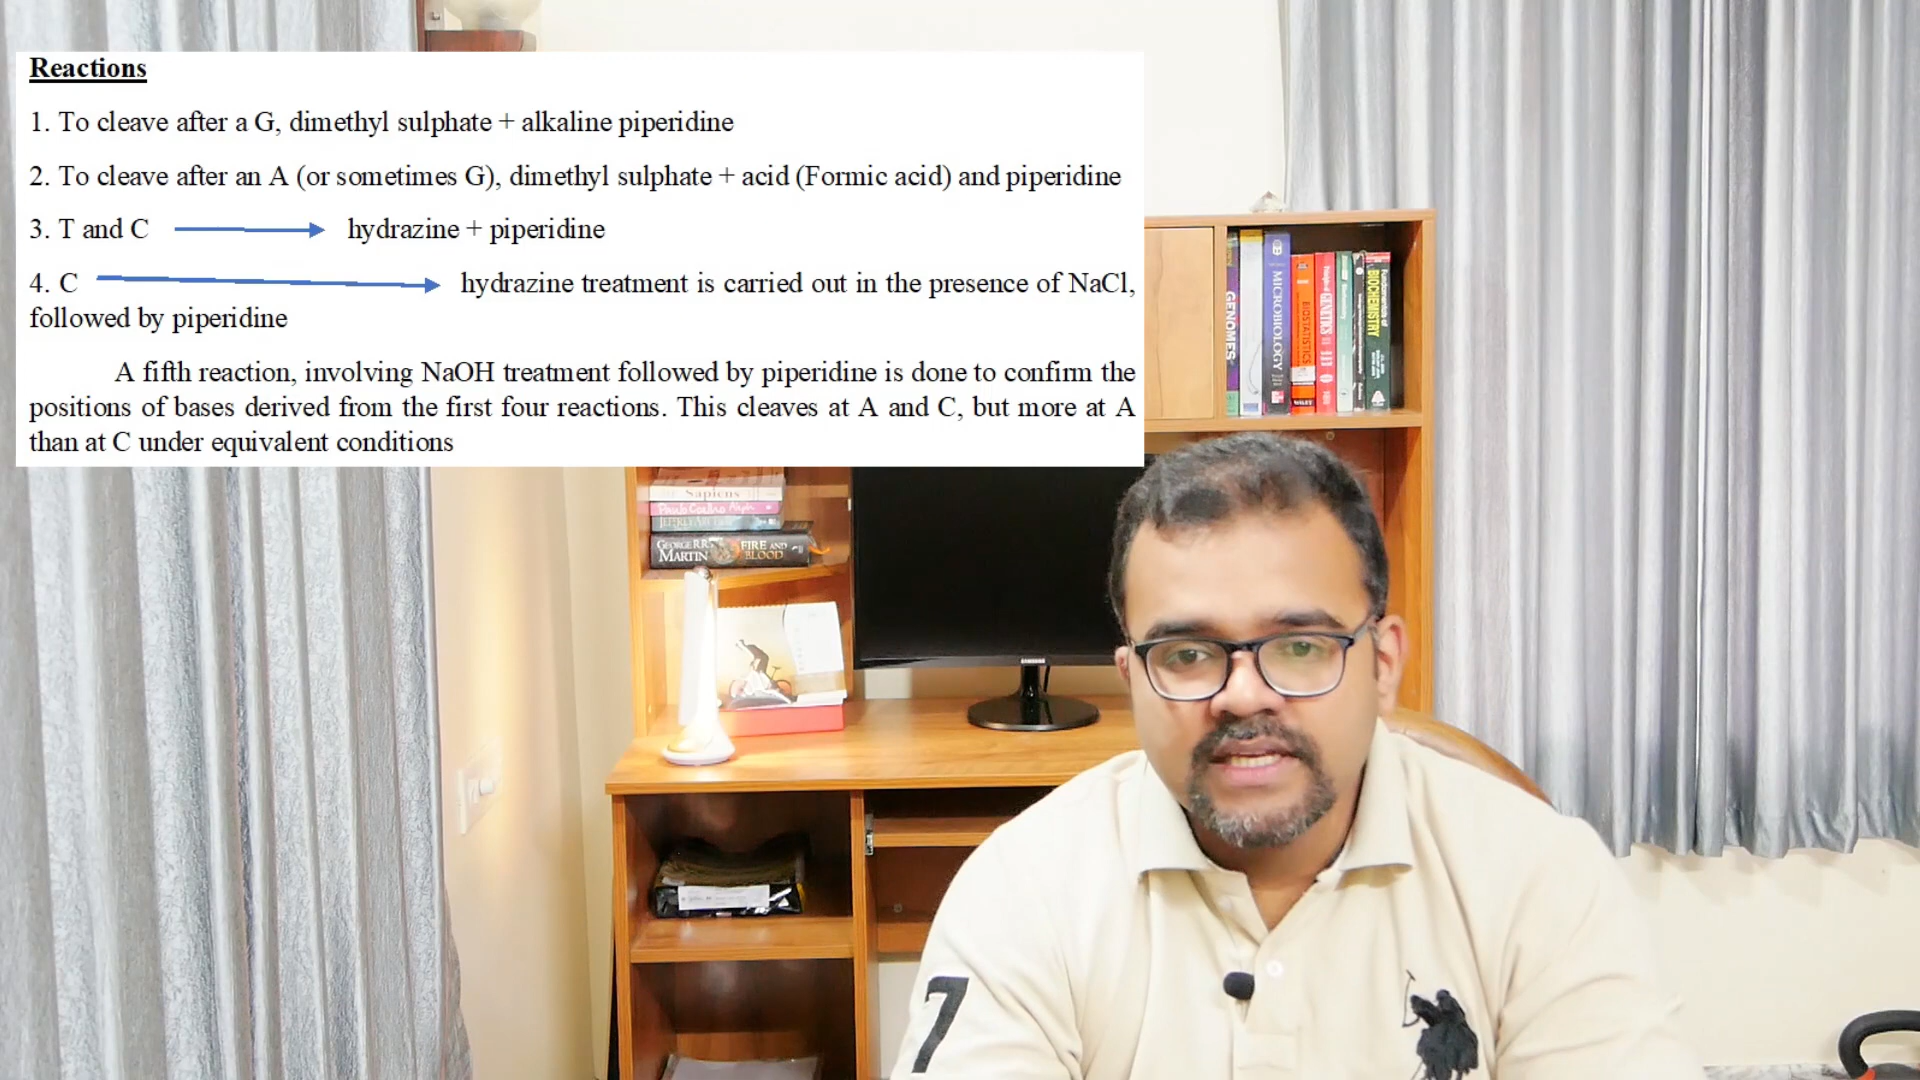 Reactions
1. To cleave after a G, dimethyl sulphate + alkaline piperidine
2. To cleave after an A (or sometimes G), dimethyl sulphate + acid (Formic acid) and piperidine
3. T and C hydrazine + piperidine
4. C hydrazine treatment is carried out in the presence of NaCl,
followed by piperidine
A fifth reaction, involving NaOH treatment followed by piperidine is done to confirm the
positions of bases derived from the first four reactions. This cleaves at A and C, but more at A
than at C under equivalent conditions
GENOMES
MICROBIOLOGY
BIOSTATISTICS
WILEY
GENETICS
BIOCHEMISTRY
Sapiens
Paulo Coelho
GEORGE RR
MARTIN
FIRE AND
BLOOD
SAMSUNG
7